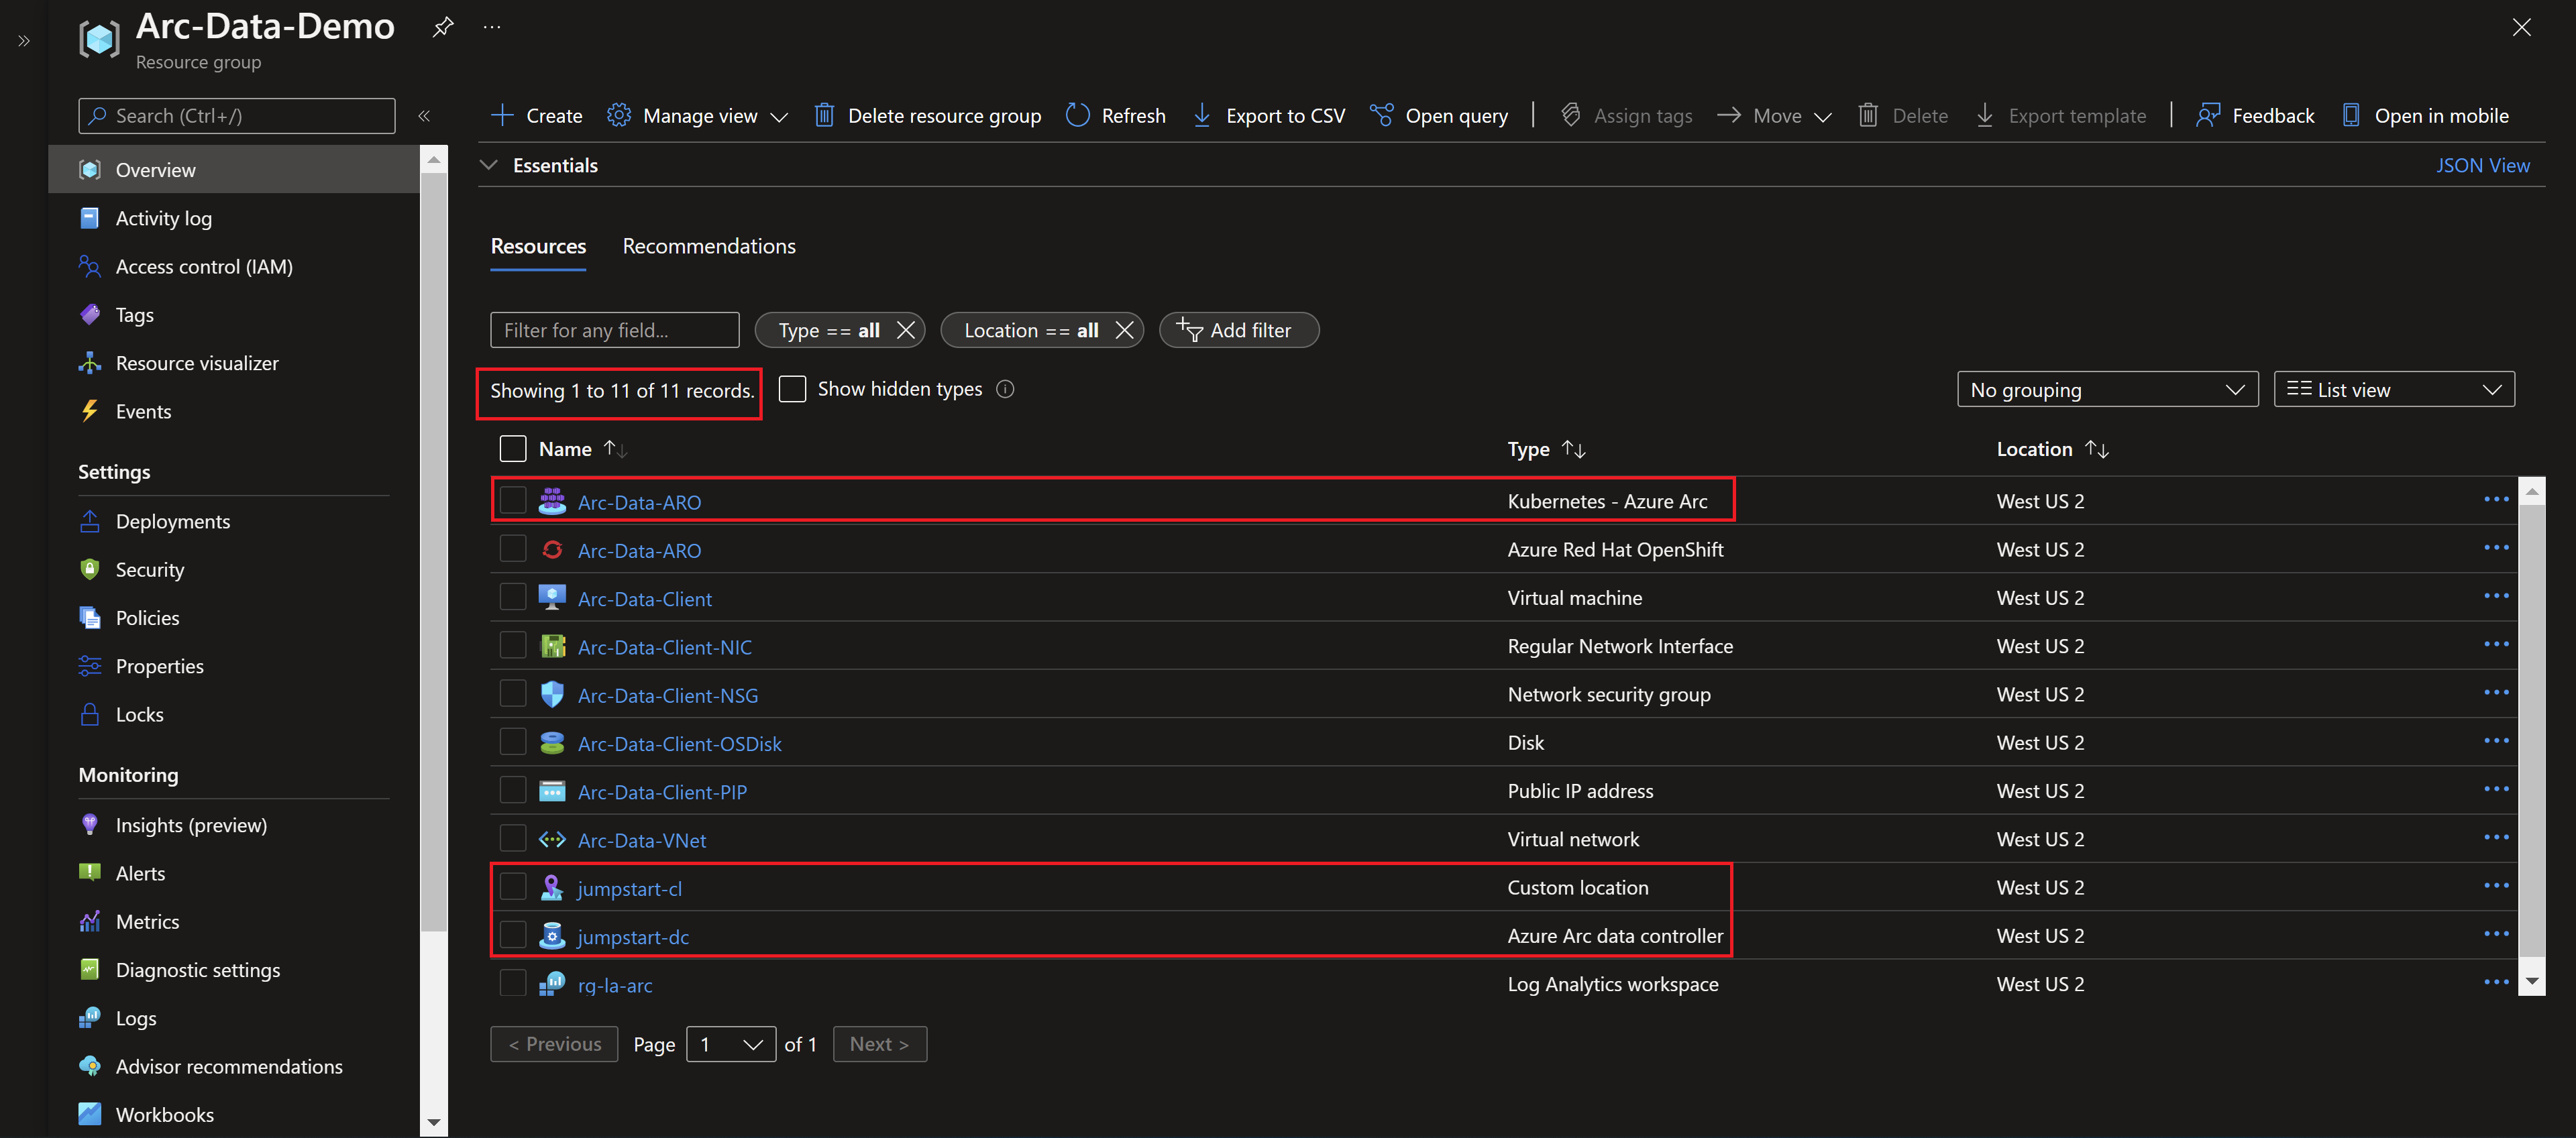 Arc-Data-Demo
Resource group
Search (Ctrl+/)
Create
Manage view
Delete resource group
Refresh
Export to CSV
Open query
Assign tags
Move
Delete
Export template
Feedback
Open in mobile
Overview
Activity log
Access control (IAM)
Tags
Resource visualizer
Events
Settings
Deployments
Security
Policies
Properties
Locks
Monitoring
Insights (preview)
Alerts
Metrics
Diagnostic settings
Logs
Advisor recommendations
Workbooks
Essentials
JSON View
Resources Recommendations
Filter for any field...
Type == all
Location == all
Add filter
Showing 1 to 11 of 11 records.
Show hidden types
No grouping
List view
Name Type Location
Arc-Data-ARO Kubernetes - Azure Arc West US 2
Arc-Data-ARO Azure Red Hat OpenShift West US 2
Arc-Data-Client Virtual machine West US 2
Arc-Data-Client-NIC Regular Network Interface West US 2
Arc-Data-Client-NSG Network security group West US 2
Arc-Data-Client-OSDisk Disk West US 2
Arc-Data-Client-PIP Public IP address West US 2
Arc-Data-VNet Virtual network West US 2
jumpstart-cl Custom location West US 2
jumpstart-dc Azure Arc data controller West US 2
rg-la-arc Log Analytics workspace West US 2
< Previous Page 1 of 1 Next >